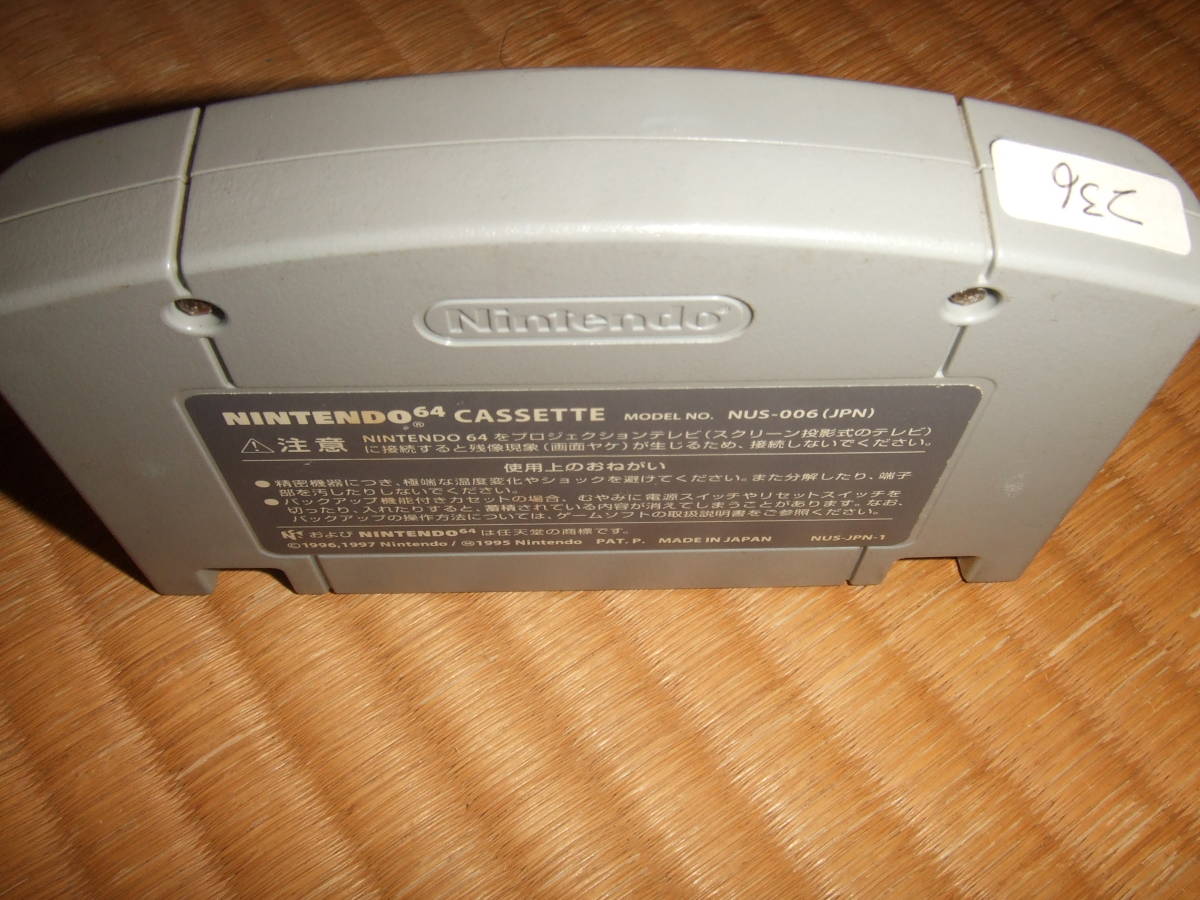 236
Nintendo®
NINTENDO®64 CASSETTE MODEL NO. NUS-006(JPN)
⚠注意 NINTENDO 64をプロジェクションテレビ(スクリーン投影式のテレビ)
に接続すると残像現象(画面ヤケ)が生じるため、接続しないでください。
使用上のおねがい
●精密機器につき、極端な温度変化やショックを避けてください。また分解したり、端子
部を汚したりしないでください。
●バックアップ機能付きカセットの場合、むやみに電源スイッチやリセットスイッチを
切ったり、入れたりすると、蓄積されている内容が消えてしまうことがあります。なお、
バックアップの操作方法については、ゲームソフトの取扱説明書をご参照ください。
および NINTENDO64 は任天堂の商標です。
©1996,1997 Nintendo/ 1995 Nintendo PAT. P. MADE IN JAPAN NUS-JPN-1